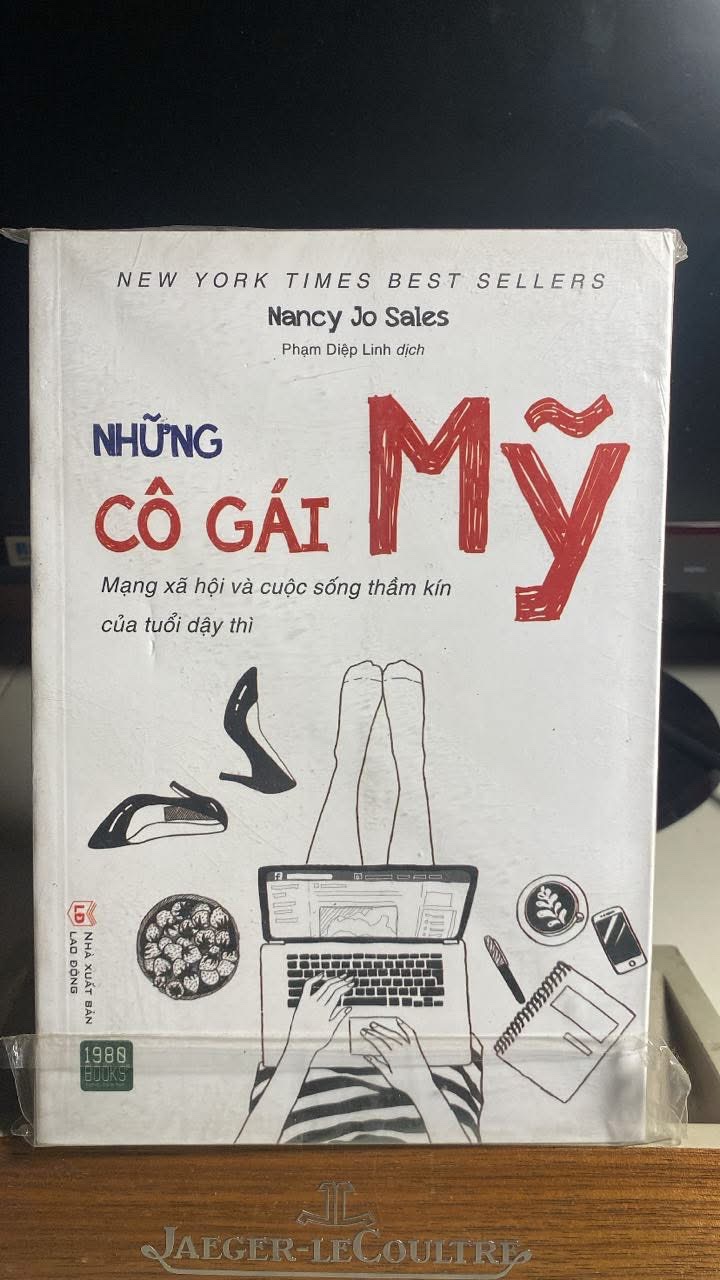 NEW YORK TIMES BEST SELLERS
Nancy Jo Sales
Phạm Diệp Linh dịch
NHỮNG
CÔ GÁI MỸ
Mạng xã hội và cuộc sống thầm kín
của tuổi dậy thì
LĐ
NHÀ XUẤT BẢN
LAO ĐỘNG
1980
BOOKS
JAEGER-LECOULTRE